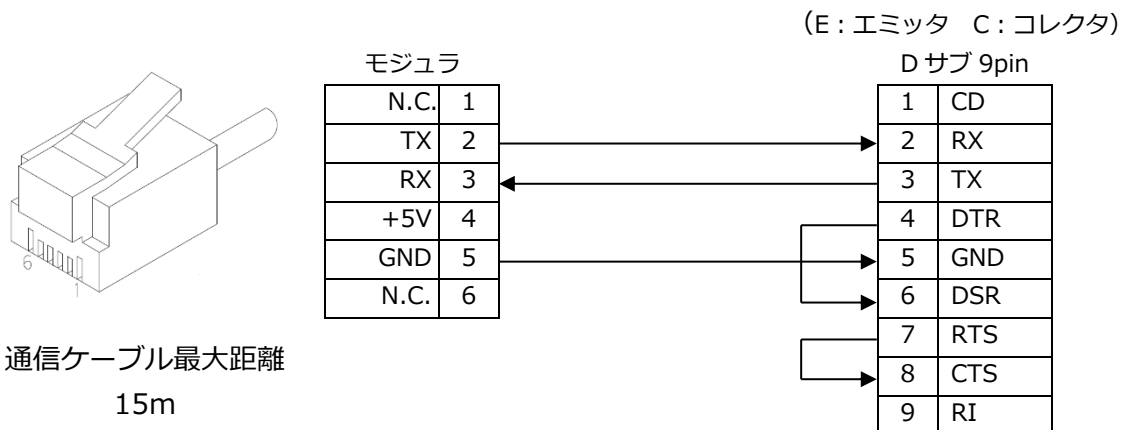 （E：エミッタ　C：コレクタ）
モジュラ
N.C. 1
TX 2
RX 3
+5V 4
GND 5
N.C. 6
D サブ 9pin
1 CD
2 RX
3 TX
4 DTR
5 GND
6 DSR
7 RTS
8 CTS
9 RI
6
1
通信ケーブル最大距離
15m